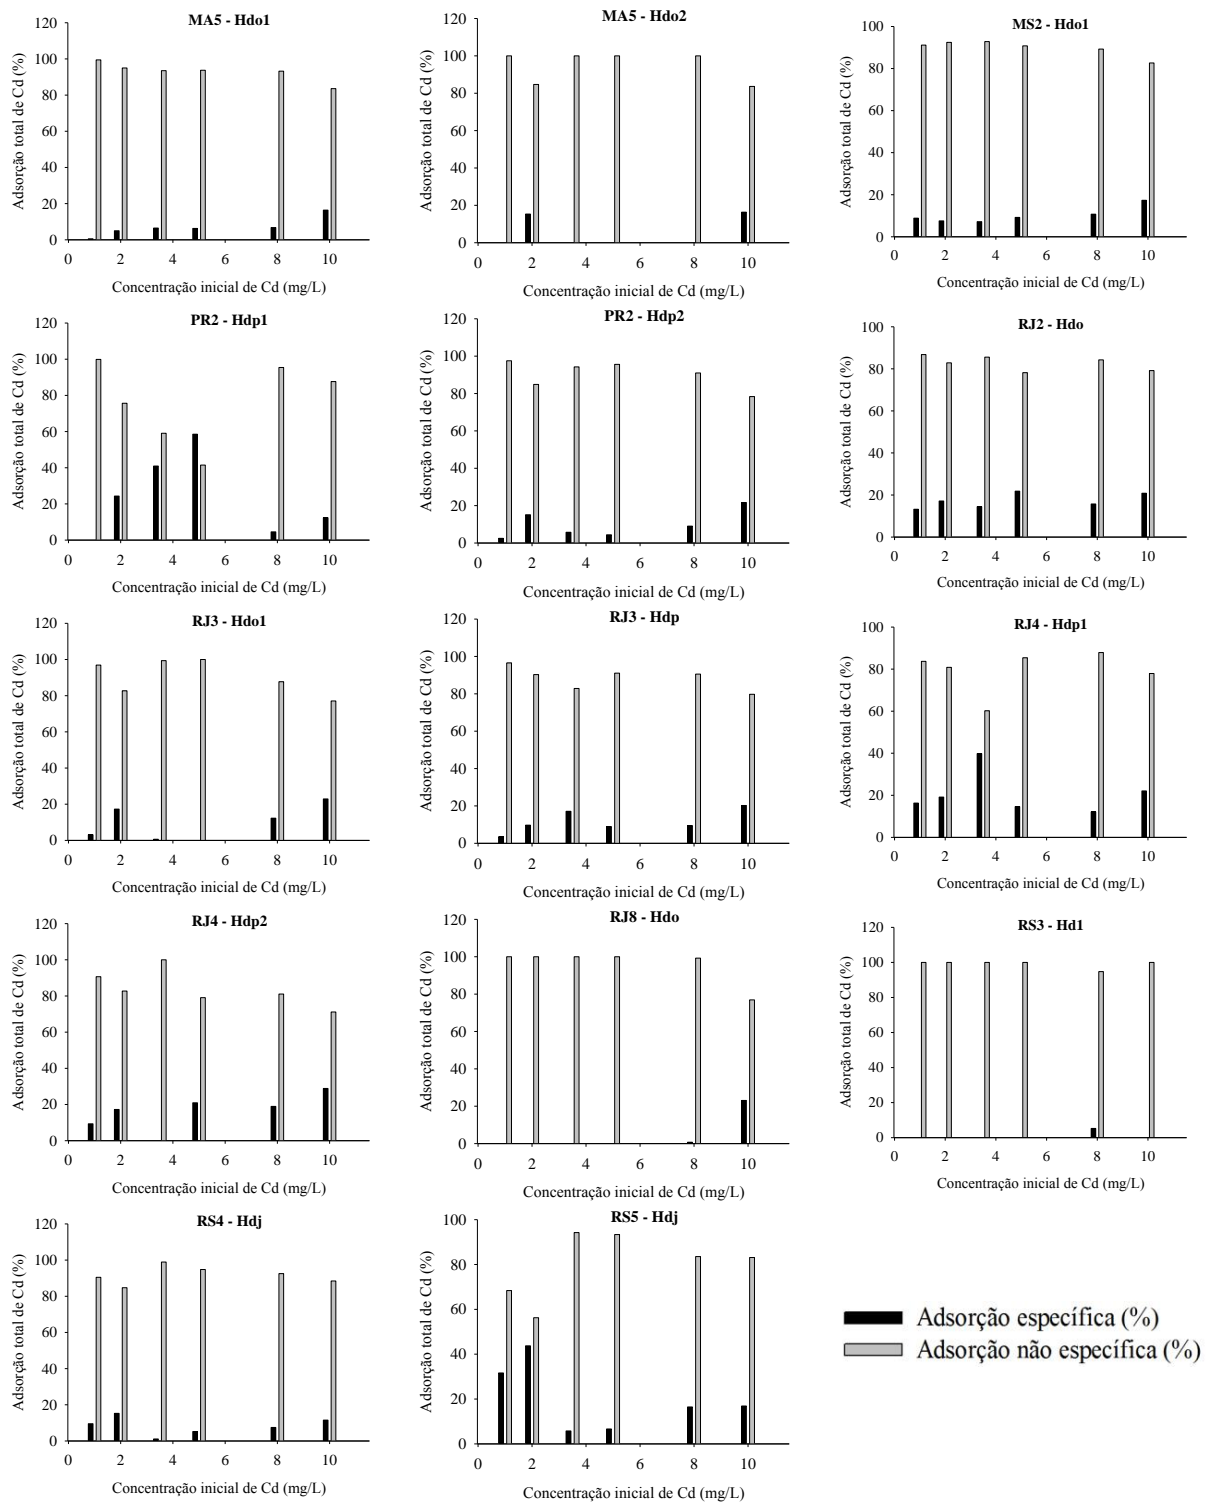 MA5 - Hdo1
Adsorção total de Cd (%)
120
100
80
60
40
20
0
0 2 4 6 8 10
Concentração inicial de Cd (mg/L)
MA5 - Hdo2
Adsorção total de Cd (%)
120
100
80
60
40
20
0
0 2 4 6 8 10
Concentração inicial de Cd (mg/L)
MS2 - Hdo1
Adsorção total de Cd (%)
100
80
60
40
20
0
0 2 4 6 8 10
Concentração inicial de Cd (mg/L)
PR2 - Hdp1
Adsorção total de Cd (%)
120
100
80
60
40
20
0
0 2 4 6 8 10
Concentração inicial de Cd (mg/L)
PR2 - Hdp2
Adsorção total de Cd (%)
120
100
80
60
40
20
0
0 2 4 6 8 10
Concentração inicial de Cd (mg/L)
RJ2 - Hdo
Adsorção total de Cd (%)
100
80
60
40
20
0
0 2 4 6 8 10
Concentração inicial de Cd (mg/L)
RJ3 - Hdo1
Adsorção total de Cd (%)
120
100
80
60
40
20
0
0 2 4 6 8 10
Concentração inicial de Cd (mg/L)
RJ3 - Hdp
Adsorção total de Cd (%)
120
100
80
60
40
20
0
0 2 4 6 8 10
Concentração inicial de Cd (mg/L)
RJ4 - Hdp1
Adsorção total de Cd (%)
100
80
60
40
20
0
0 2 4 6 8 10
Concentração inicial de Cd (mg/L)
RJ4 - Hdp2
Adsorção total de Cd (%)
120
100
80
60
40
20
0
0 2 4 6 8 10
Concentração inicial de Cd (mg/L)
RJ8 - Hdo
Adsorção total de Cd (%)
120
100
80
60
40
20
0
0 2 4 6 8 10
Concentração inicial de Cd (mg/L)
RS3 - Hd1
Adsorção total de Cd (%)
120
100
80
60
40
20
0
0 2 4 6 8 10
Concentração inicial de Cd (mg/L)
RS4 - Hdj
Adsorção total de Cd (%)
120
100
80
60
40
20
0
0 2 4 6 8 10
Concentração inicial de Cd (mg/L)
RS5 - Hdj
Adsorção total de Cd (%)
100
80
60
40
20
0
0 2 4 6 8 10
Concentração inicial de Cd (mg/L)
Adsorção específica (%)
Adsorção não específica (%)